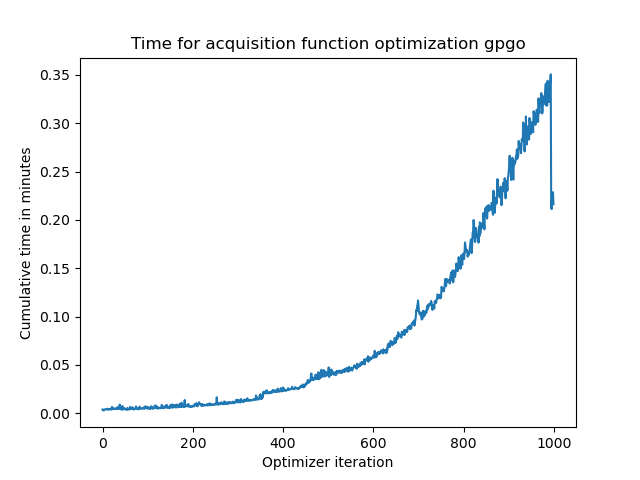 Time for acquisition function optimization gpgo
Cumulative time in minutes
0.35
0.30
0.25
0.20
0.15
0.10
0.05
0.00
0 200 400 600 800 1000
Optimizer iteration